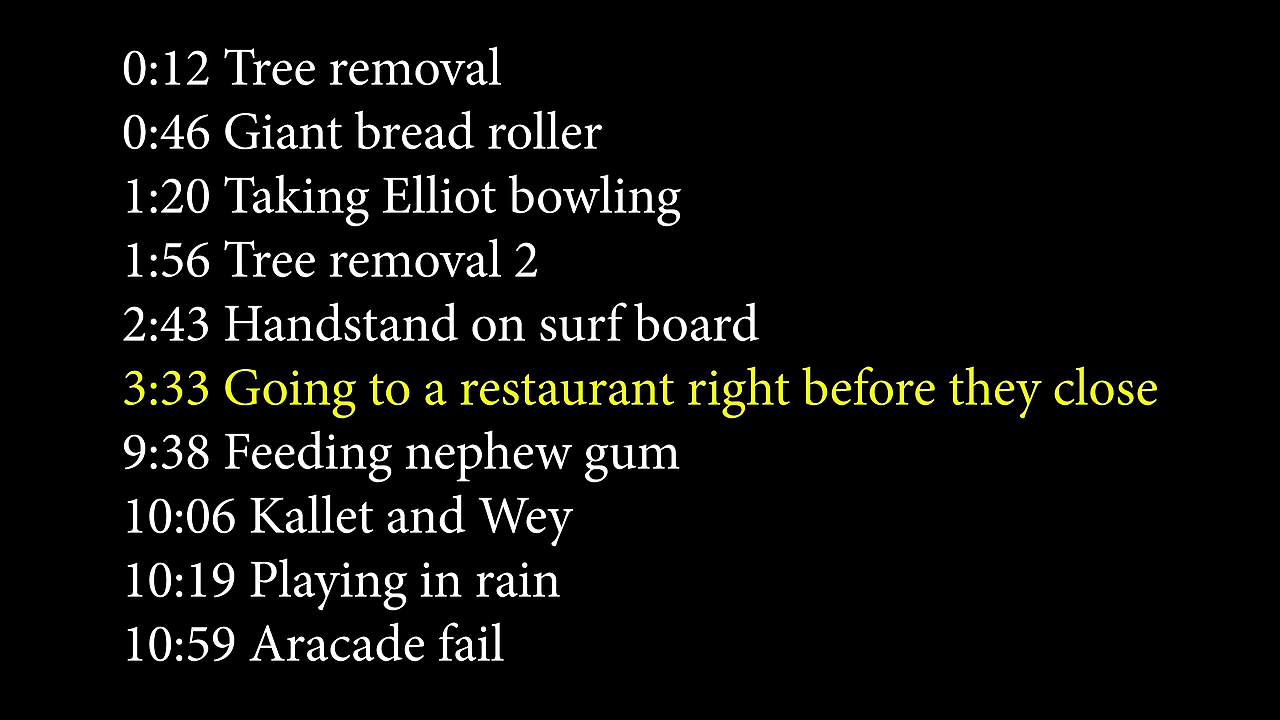 0:12 Tree removal
0:46 Giant bread roller
1:20 Taking Elliot bowling
1:56 Tree removal 2
2:43 Handstand on surf board
3:33 Going to a restaurant right before they close
9:38 Feeding nephew gum
10:06 Kallet and Wey
10:19 Playing in rain
10:59 Aracade fail